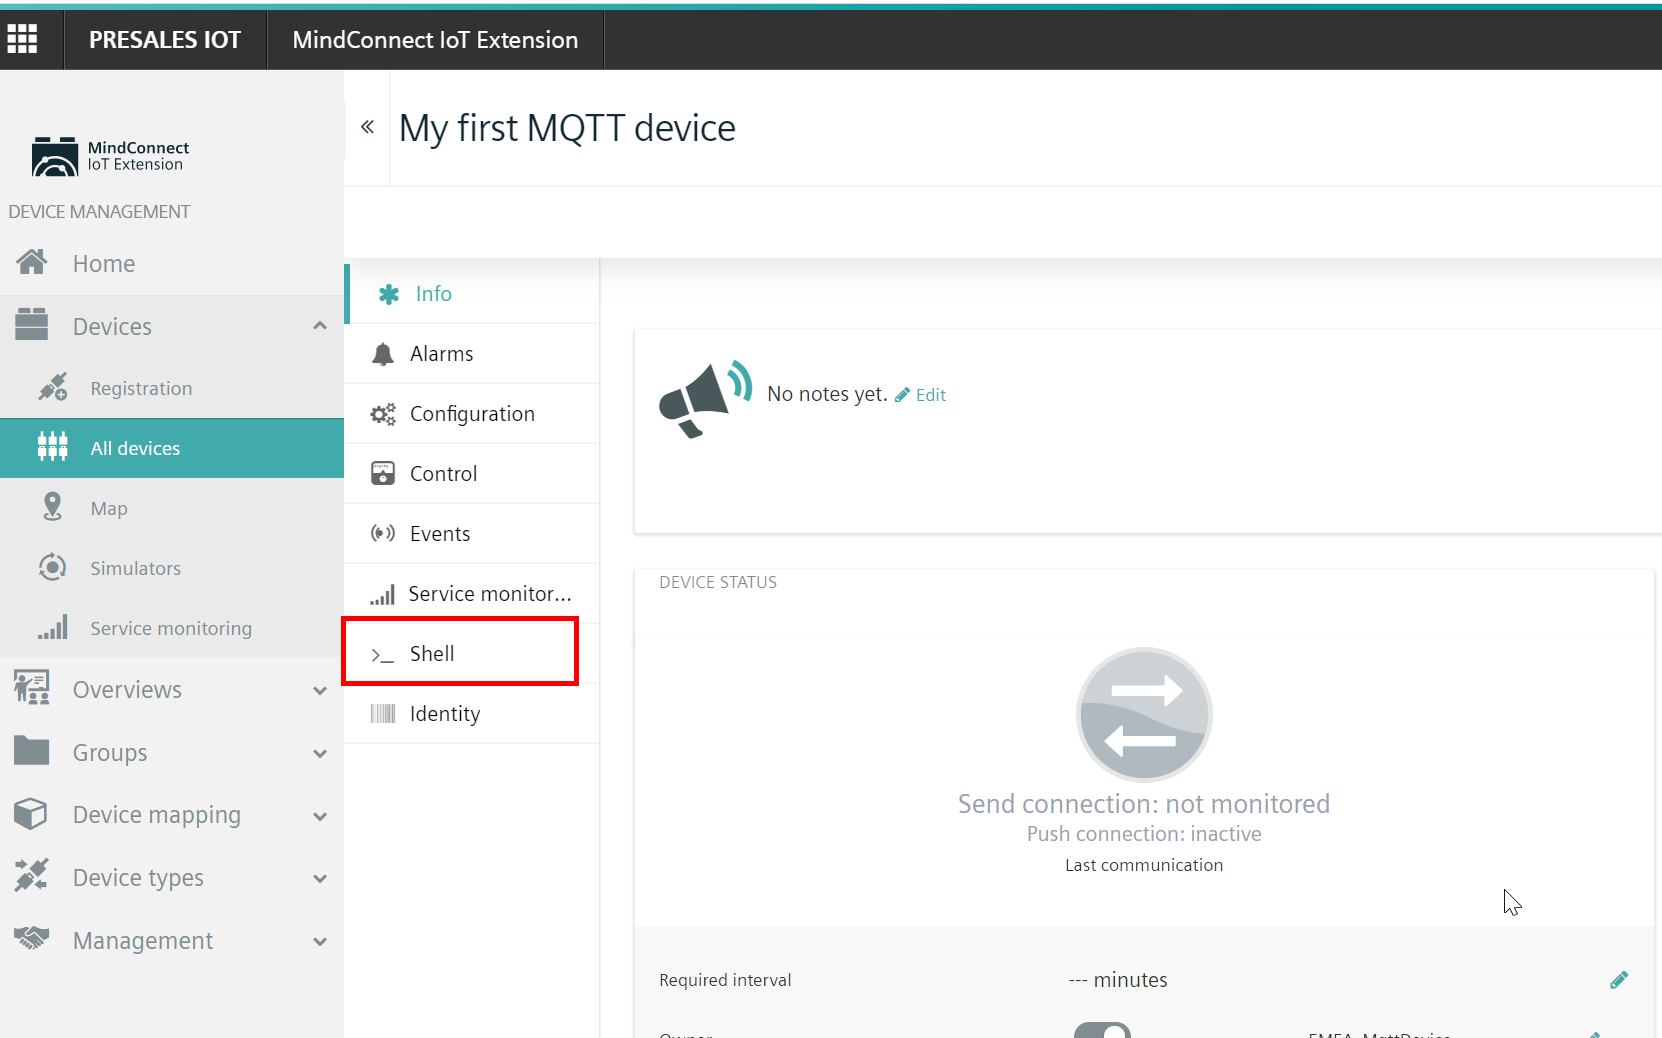 PRESALES IOT
MindConnect IoT Extension
MindConnect
IoT Extension
DEVICE MANAGEMENT
Home
Devices
Registration
All devices
Map
Simulators
Service monitoring
Overviews
Groups
Device mapping
Device types
Management
« My first MQTT device
Info
Alarms
Configuration
Control
Events
Service monitor...
Shell
Identity
No notes yet. Edit
DEVICE STATUS
Send connection: not monitored
Push connection: inactive
Last communication
Required interval --- minutes
Owner EMEA_MqttDevice